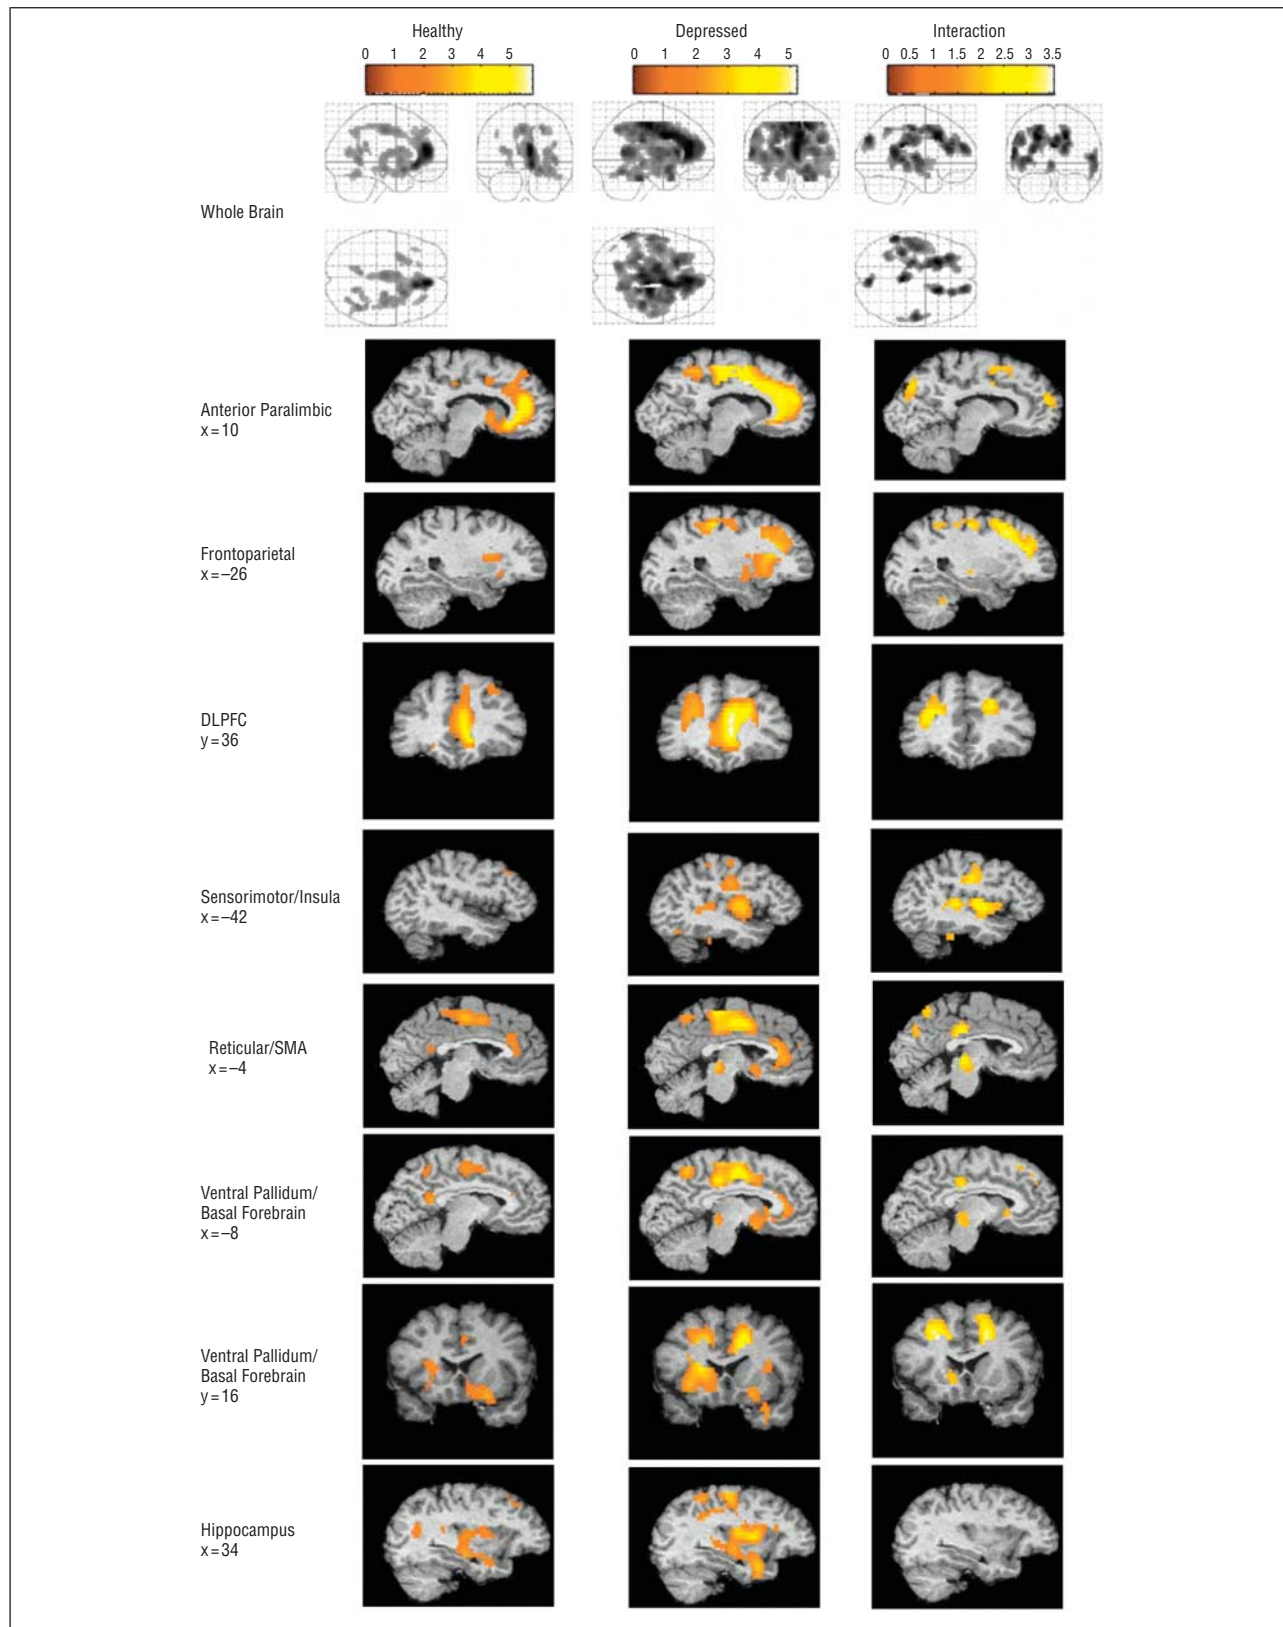 Healthy
Depressed
Interaction
0 1 2 3 4 5
0 1 2 3 4 5
0 0.5 1 1.5 2 2.5 3 3.5
Whole Brain
Anterior Paralimbic
x = 10
Frontoparietal
x = –26
DLPFC
y = 36
Sensorimotor/Insula
x = –42
Reticular/SMA
x = –4
Ventral Pallidum/
Basal Forebrain
x = –8
Ventral Pallidum/
Basal Forebrain
y = 16
Hippocampus
x = 34